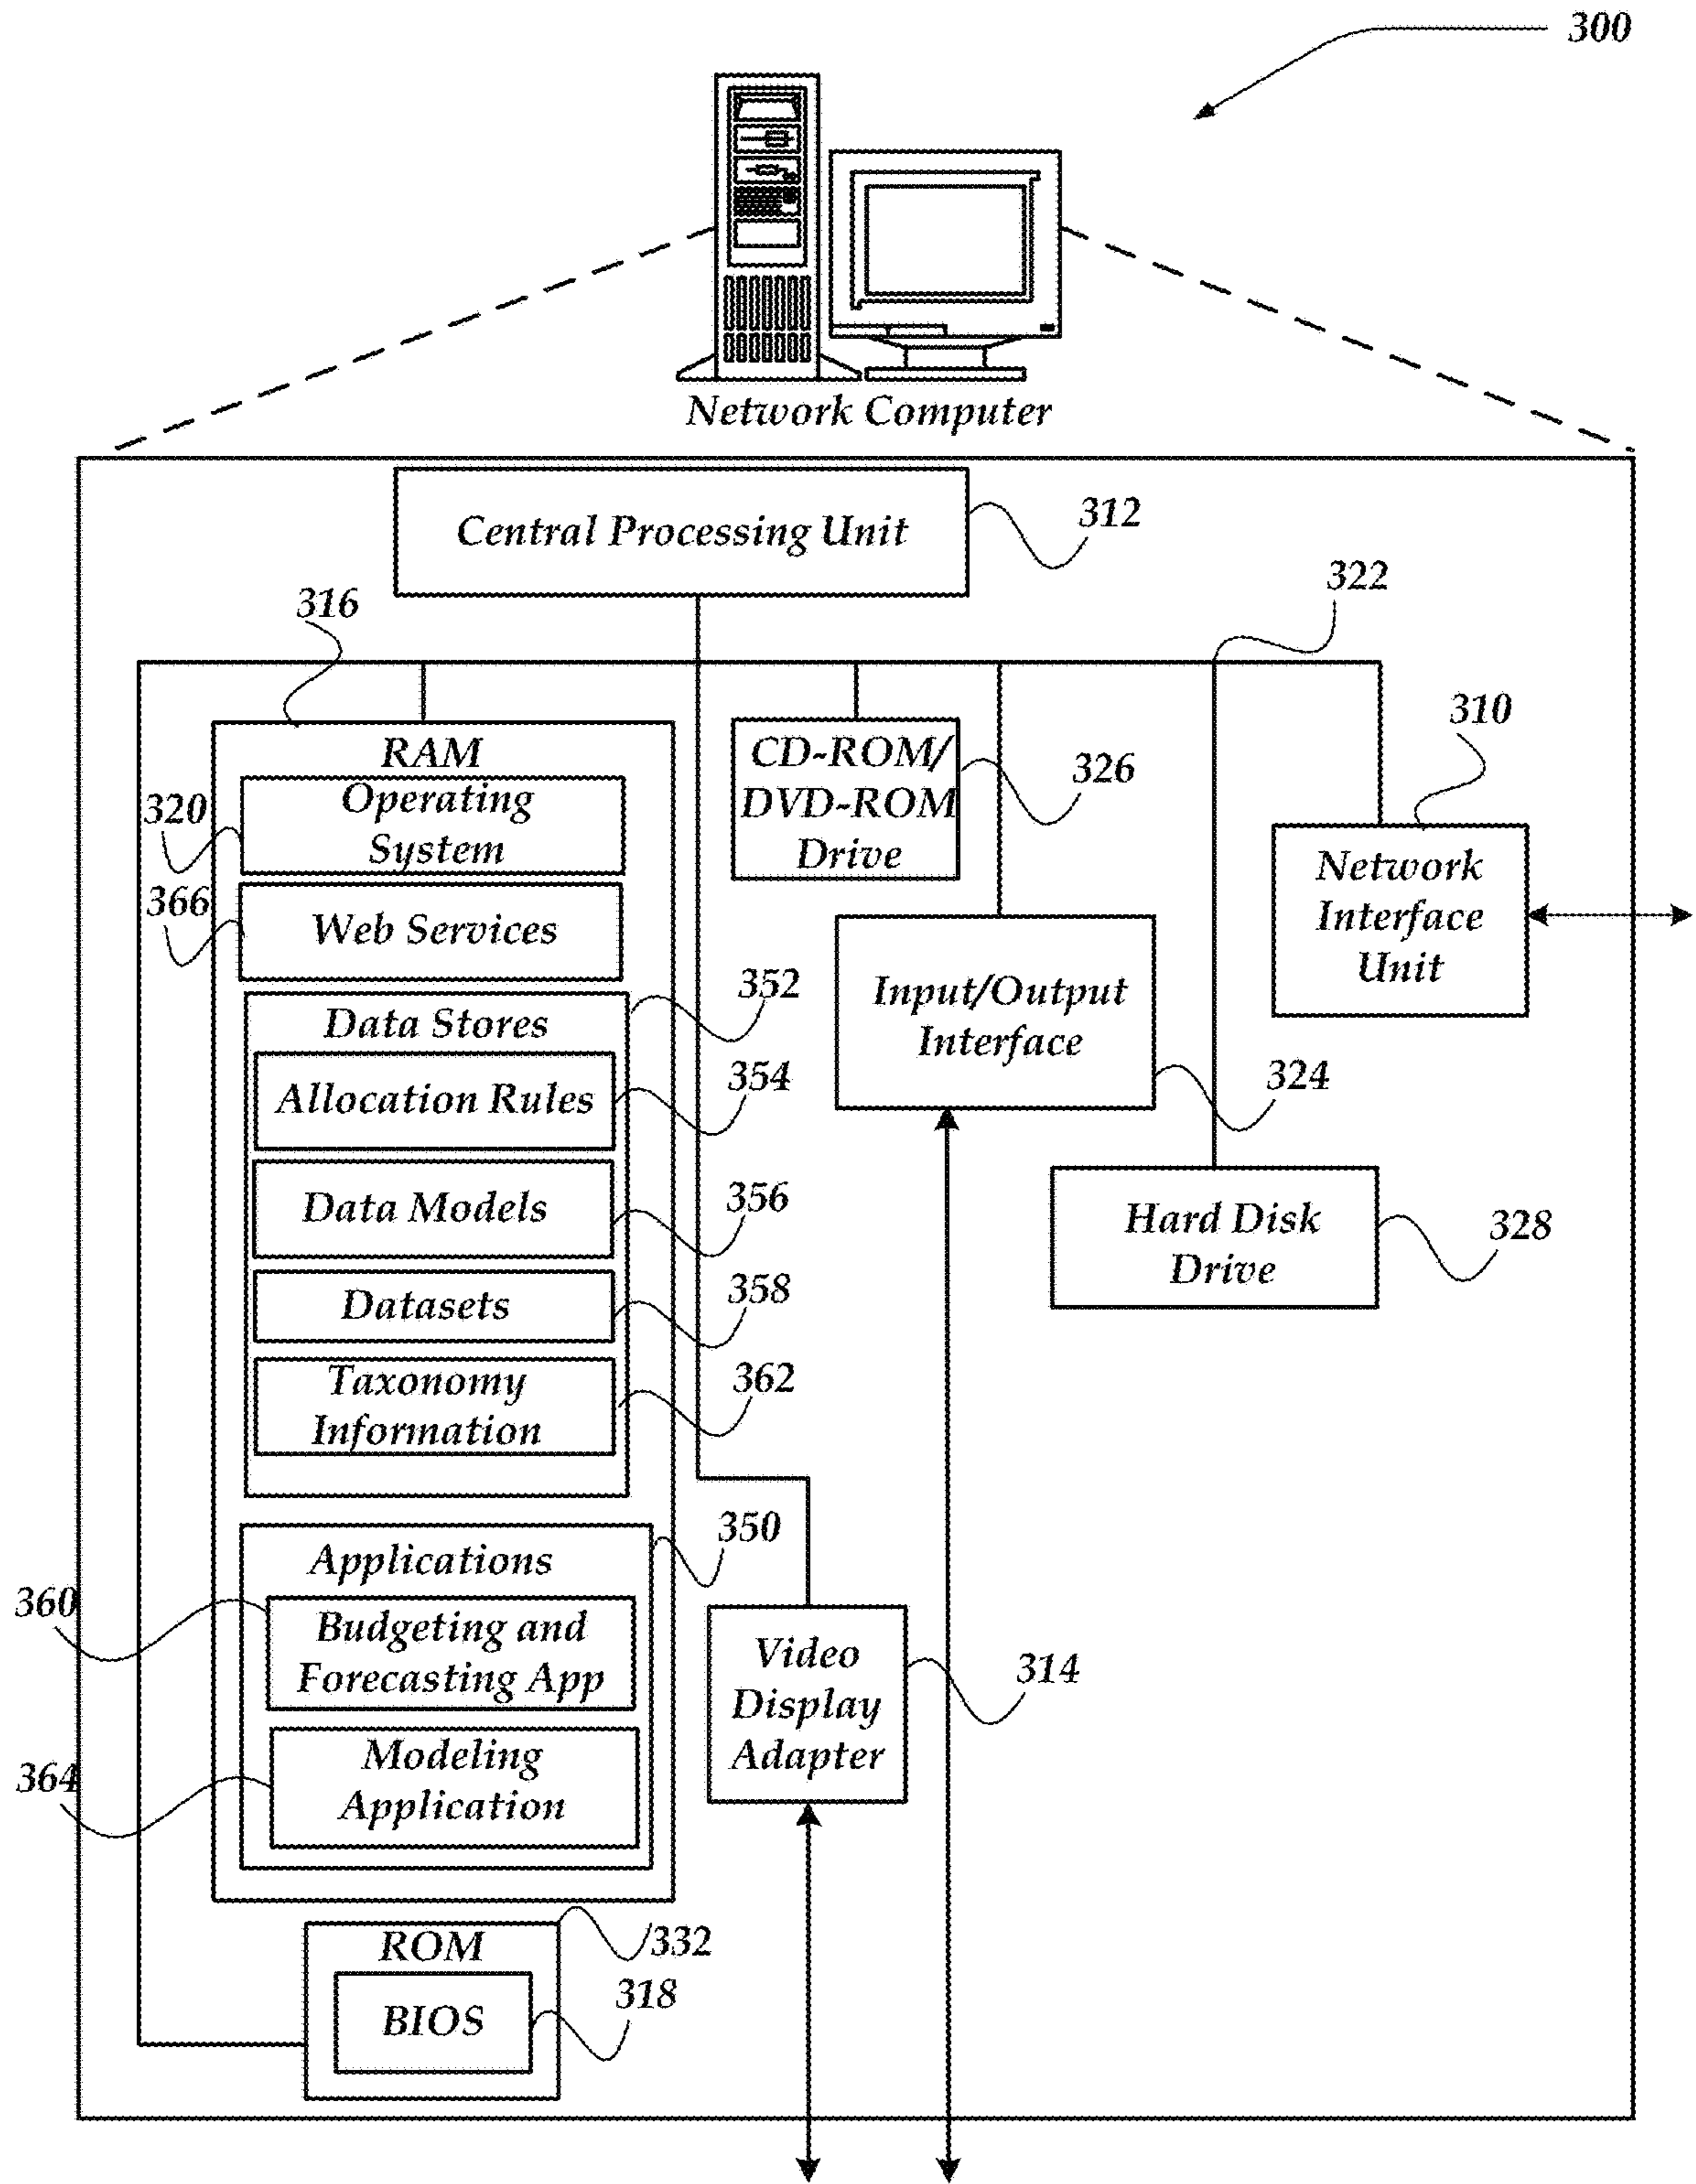 300
Network Computer
Central Processing Unit
312
322
316
310
RAM
CD-ROM/
DVD-ROM
Drive
326
320
Operating
System
Network
Interface
Unit
366
Web Services
352
Input/Output
Interface
Data Stores
354
Allocation Rules
324
356
Data Models
Hard Disk
Drive
328
358
Datasets
362
Taxonomy
Information
350
Applications
360
Budgeting and
Forecasting App
Video
Display
Adapter
314
364
Modeling
Application
332
ROM
318
BIOS